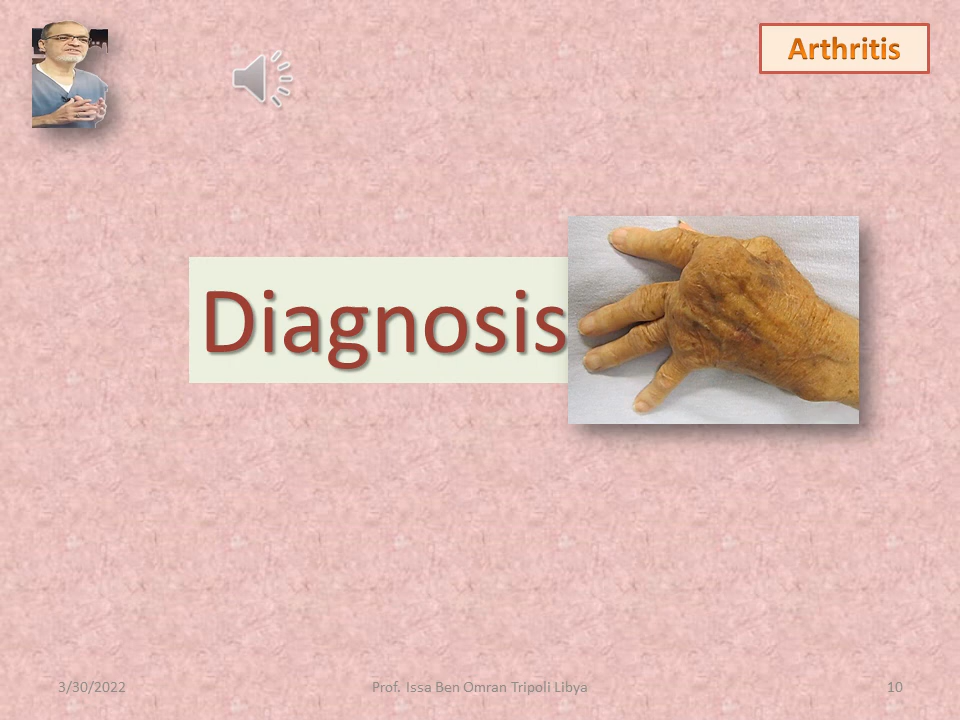 Arthritis
Diagnosis
3/30/2022
Prof. Issa Ben Omran Tripoli Libya
10